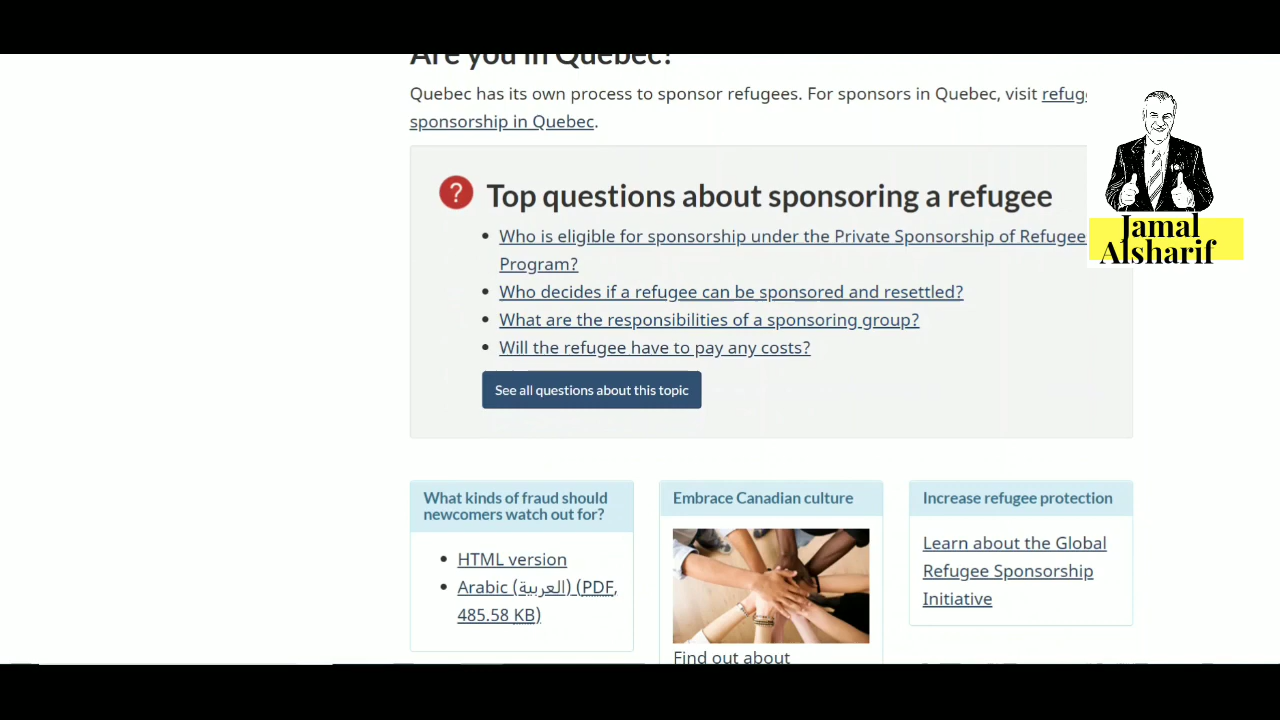 Are you in Quebec?
Quebec has its own process to sponsor refugees. For sponsors in Quebec, visit
sponsorship in Quebec.
Top questions about sponsoring a refugee
Who is eligible for sponsorship under the Private Sponsorship of Refugee
Program?
Who decides if a refugee can be sponsored and resettled?
What are the responsibilities of a sponsoring group?
Will the refugee have to pay any costs?
See all questions about this topic
Jamal
Alsharif
What kinds of fraud should
newcomers watch out for?
HTML version
Arabic (العربية) (PDF,
485.58 KB)
Embrace Canadian culture
Find out about
Increase refugee protection
Learn about the Global
Refugee Sponsorship
Initiative